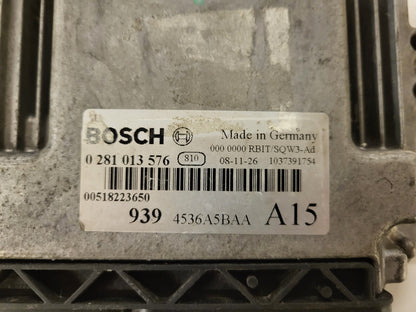 BOSCH Made in Germany
000 0000 RBIT/SQW3-Ad
0 281 013 576 810 08-11-26 1037391754
00518223650
939 4536A5BAA A15